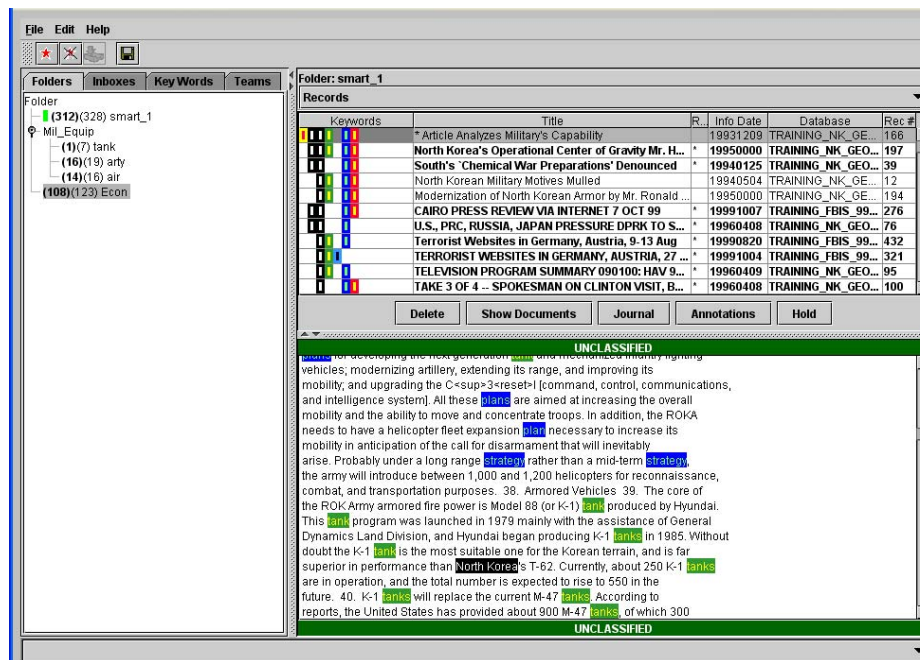 File Edit Help
Folders Inboxes Key Words Teams
Folder
(312)(328) smart_1
Mil_Equip
(1)(7) tank
(16)(19) arty
(14)(16) air
(108)(123) Econ
Folder: smart_1
Records
Keywords Title R... Info Date Database Rec #
* Article Analyzes Military's Capability 19931209 TRAINING_NK_GE... 166
North Korea's Operational Center of Gravity Mr. H... * 19950000 TRAINING_NK_GEO... 197
South's `Chemical War Preparations' Denounced * 19940125 TRAINING_NK_GEO... 39
North Korean Military Motives Mulled 19940504 TRAINING_NK_GE... 12
Modernization of North Korean Armor by Mr. Ronald ... 19950000 TRAINING_NK_GE... 194
CAIRO PRESS REVIEW VIA INTERNET 7 OCT 99 * 19991007 TRAINING_FBIS_99... 276
U.S., PRC, RUSSIA, JAPAN PRESSURE DPRK TO S... * 19960408 TRAINING_NK_GEO... 76
Terrorist Websites in Germany, Austria, 9-13 Aug * 19990820 TRAINING_FBIS_99... 432
TERRORIST WEBSITES IN GERMANY, AUSTRIA, 27 ... * 19991004 TRAINING_FBIS_99... 321
TELEVISION PROGRAM SUMMARY 090100: HAV 9... * 19960409 TRAINING_NK_GEO... 95
TAKE 3 OF 4 -- SPOKESMAN ON CLINTON VISIT, B... * 19960408 TRAINING_NK_GEO... 100
Delete Show Documents Journal Annotations Hold
UNCLASSIFIED
plans for developing the next generation tank and mechanized infantry fighting
vehicles; modernizing artillery, extending its range, and improving its
mobility; and upgrading the C<sup>3<reset>I [command, control, communications,
and intelligence system]. All these plans are aimed at increasing the overall
mobility and the ability to move and concentrate troops. In addition, the ROKA
needs to have a helicopter fleet expansion plan necessary to increase its
mobility in anticipation of the call for disarmament that will inevitably
arise. Probably under a long range strategy rather than a mid-term strategy,
the army will introduce between 1,000 and 1,200 helicopters for reconnaissance,
combat, and transportation purposes. 38. Armored Vehicles 39. The core of
the ROK Army armored fire power is Model 88 (or K-1) tank produced by Hyundai.
This tank program was launched in 1979 mainly with the assistance of General
Dynamics Land Division, and Hyundai began producing K-1 tanks in 1985. Without
doubt the K-1 tank is the most suitable one for the Korean terrain, and is far
superior in performance than North Korea's T-62. Currently, about 250 K-1 tanks
are in operation, and the total number is expected to rise to 550 in the
future. 40. K-1 tanks will replace the current M-47 tanks. According to
reports, the United States has provided about 900 M-47 tanks, of which 300
UNCLASSIFIED